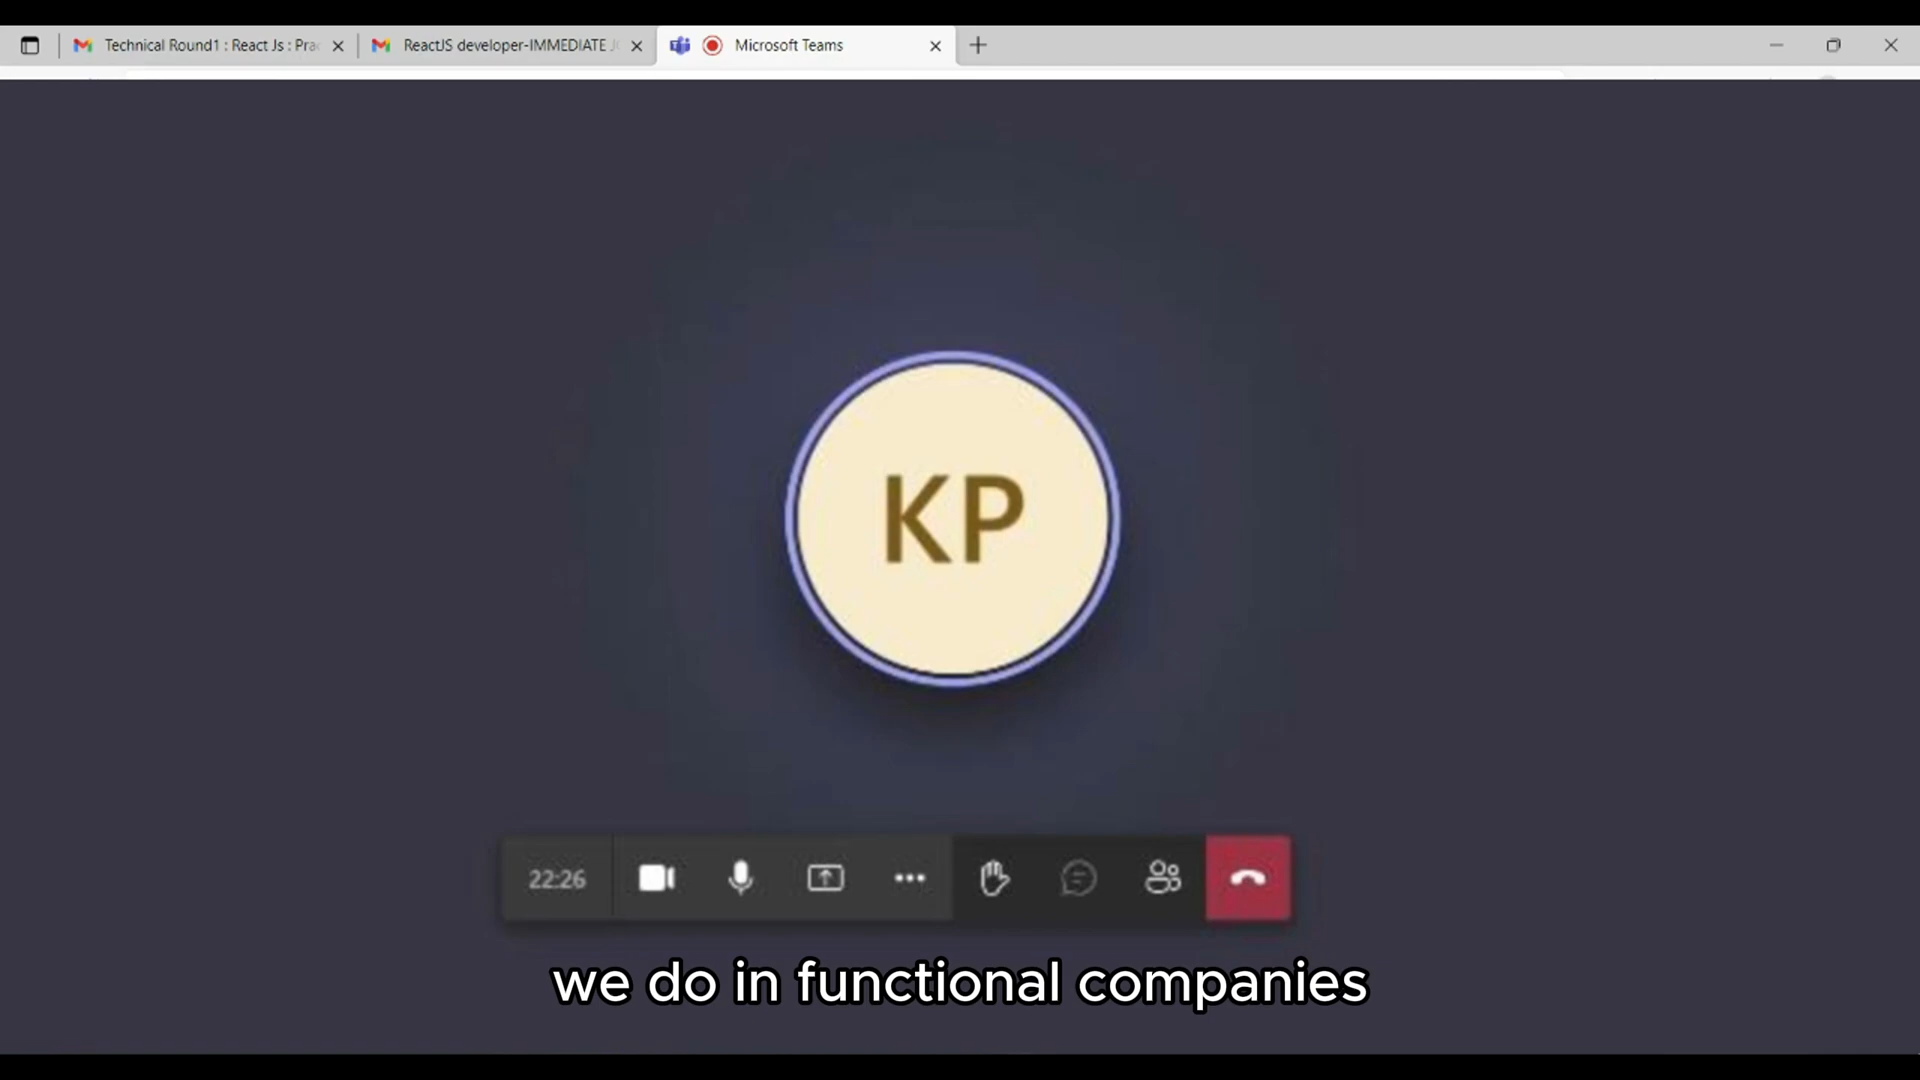 Technical Round1 : React Js : Pra
ReactJS developer-IMMEDIATE J
Microsoft Teams
KP
22:26
we do in functional companies